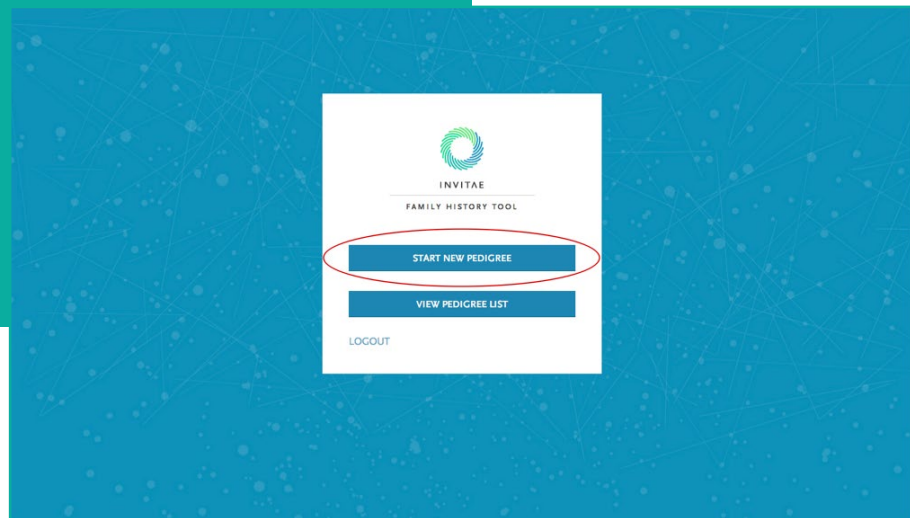 INVITAE
FAMILY HISTORY TOOL
START NEW PEDIGREE
VIEW PEDIGREE LIST
LOGOUT